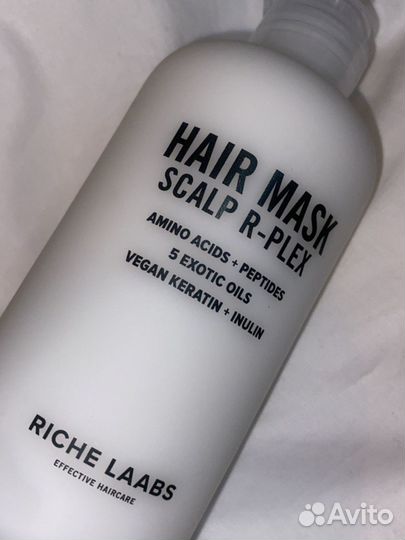 HAIR MASK
SCALP R-PLEX
AMINO ACIDS + PEPTIDES
5 EXOTIC OILS
VEGAN KERATIN + INULIN
RICHE LAABS
EFFECTIVE HAIRCARE
Avito